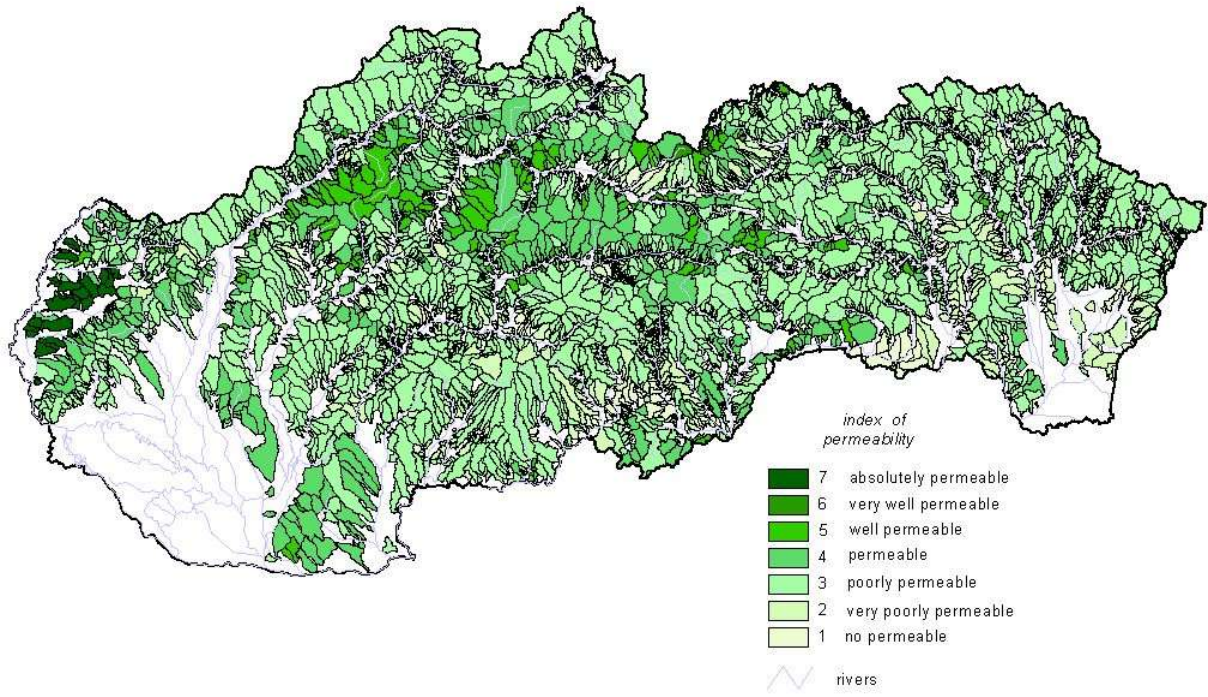 index of
permeability
7 absolutely permeable
6 very well permeable
5 well permeable
4 permeable
3 poorly permeable
2 very poorly permeable
1 no permeable
rivers